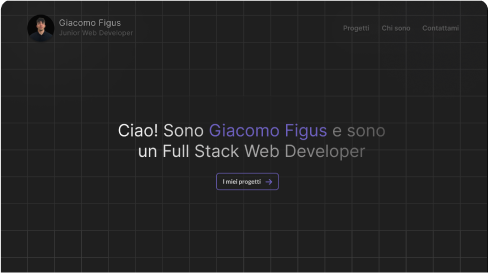 Giacomo Figus
Junior Web Developer
Progetti Chi sono Contattami
Ciao! Sono Giacomo Figus e sono
un Full Stack Web Developer
I miei progetti